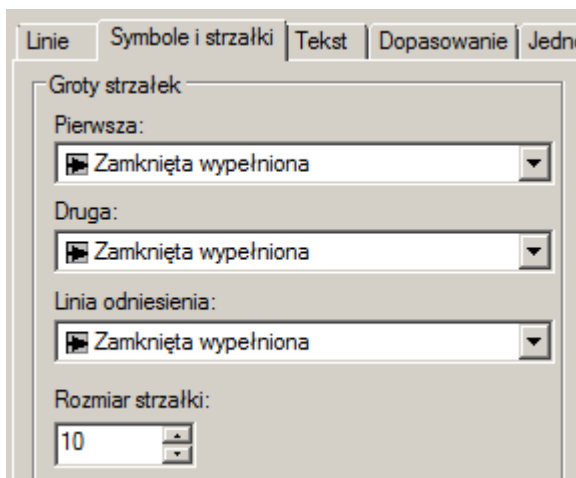 Linie Symbole i strzałki Tekst Dopasowanie
Groty strzałek
Pierwsza:
Zamknięta wypełniona
Druga:
Zamknięta wypełniona
Linia odniesienia:
Zamknięta wypełniona
Rozmiar strzałki:
10